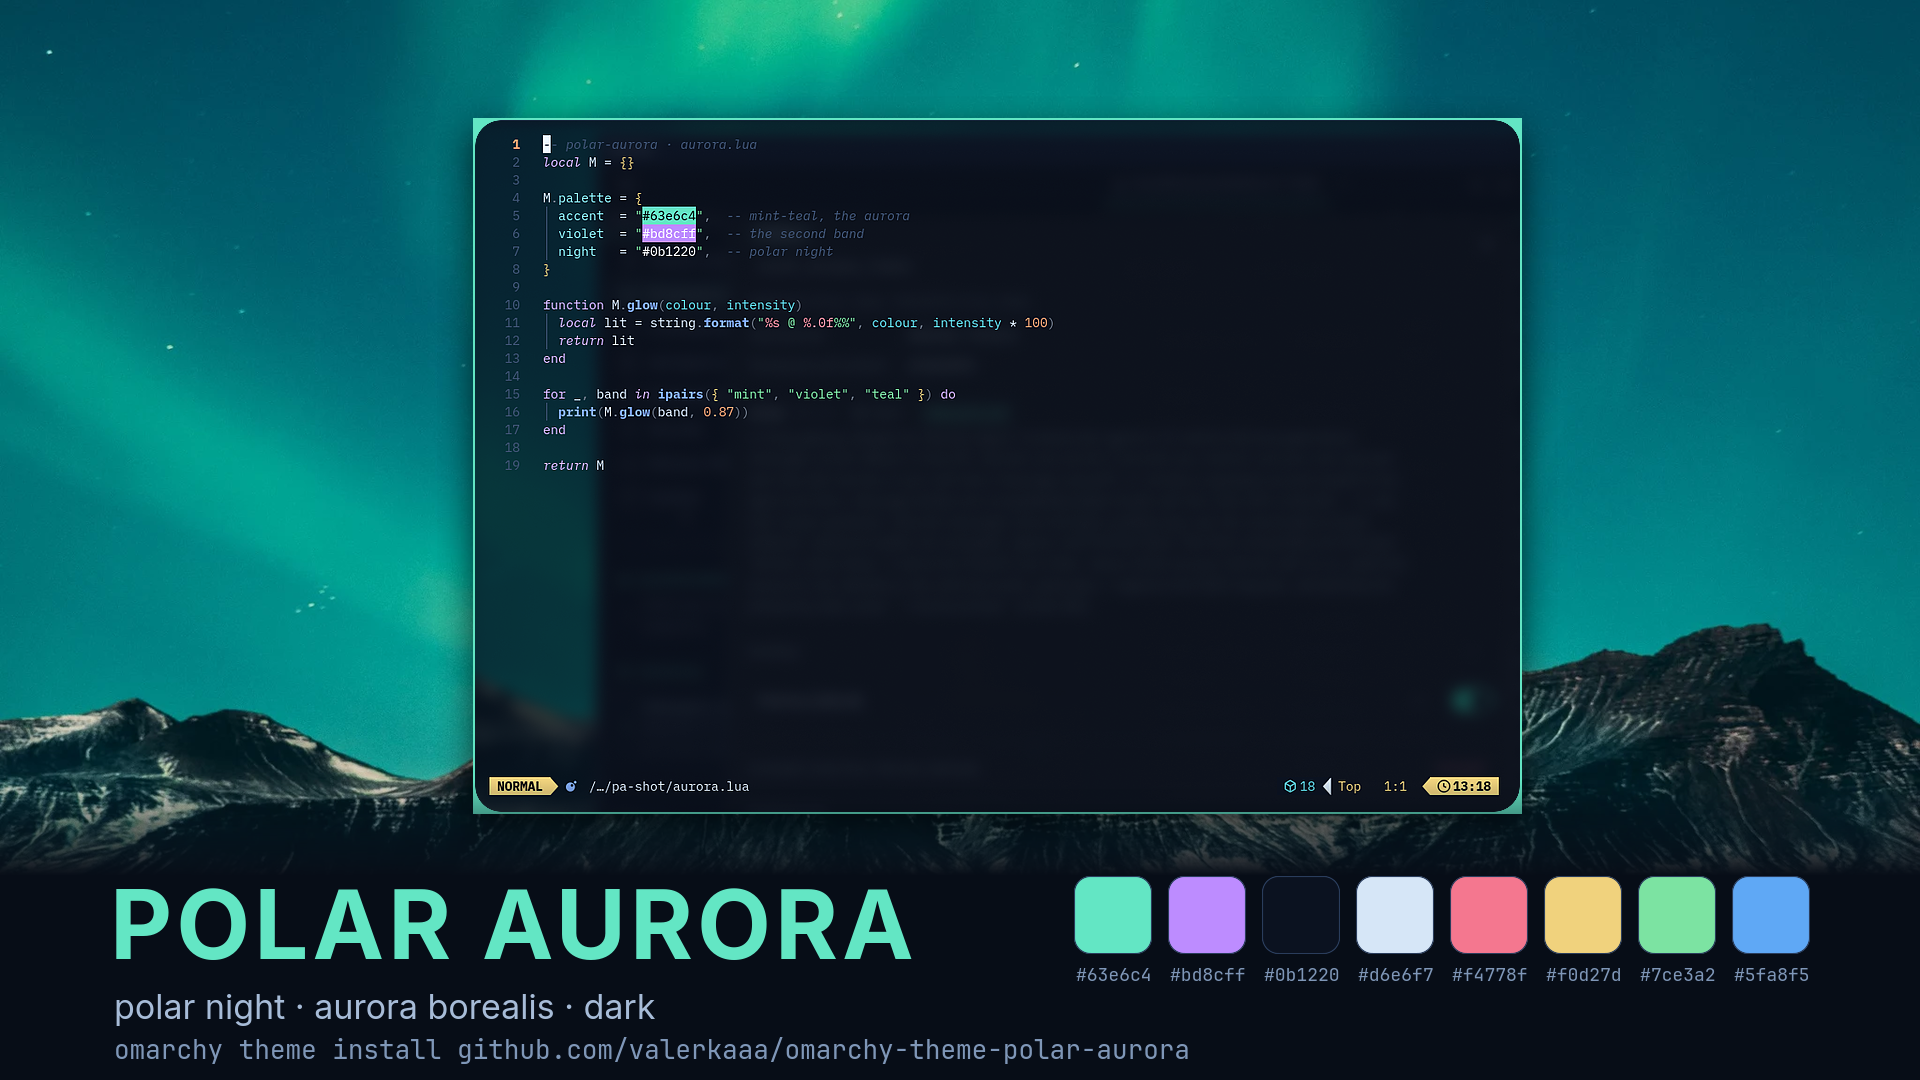 1 -- polar-aurora · aurora.lua
2 local M = {}
3
4 M.palette = {
5 accent  = "#63e6c4",  -- mint-teal, the aurora
6 violet  = "#bd8cff",  -- the second band
7 night   = "#0b1220",  -- polar night
8 }
9
10 function M.glow(colour, intensity)
11 local lit = string.format("%s @ %.0f%%", colour, intensity * 100)
12 return lit
13 end
14
15 for _, band in ipairs({ "mint", "violet", "teal" }) do
16 print(M.glow(band, 0.87))
17 end
18
19 return M
NORMAL /…/pa-shot/aurora.lua 18 Top 1:1 13:18
POLAR AURORA
polar night · aurora borealis · dark
omarchy theme install github.com/valerkaaa/omarchy-theme-polar-aurora
#63e6c4 #bd8cff #0b1220 #d6e6f7 #f4778f #f0d27d #7ce3a2 #5fa8f5